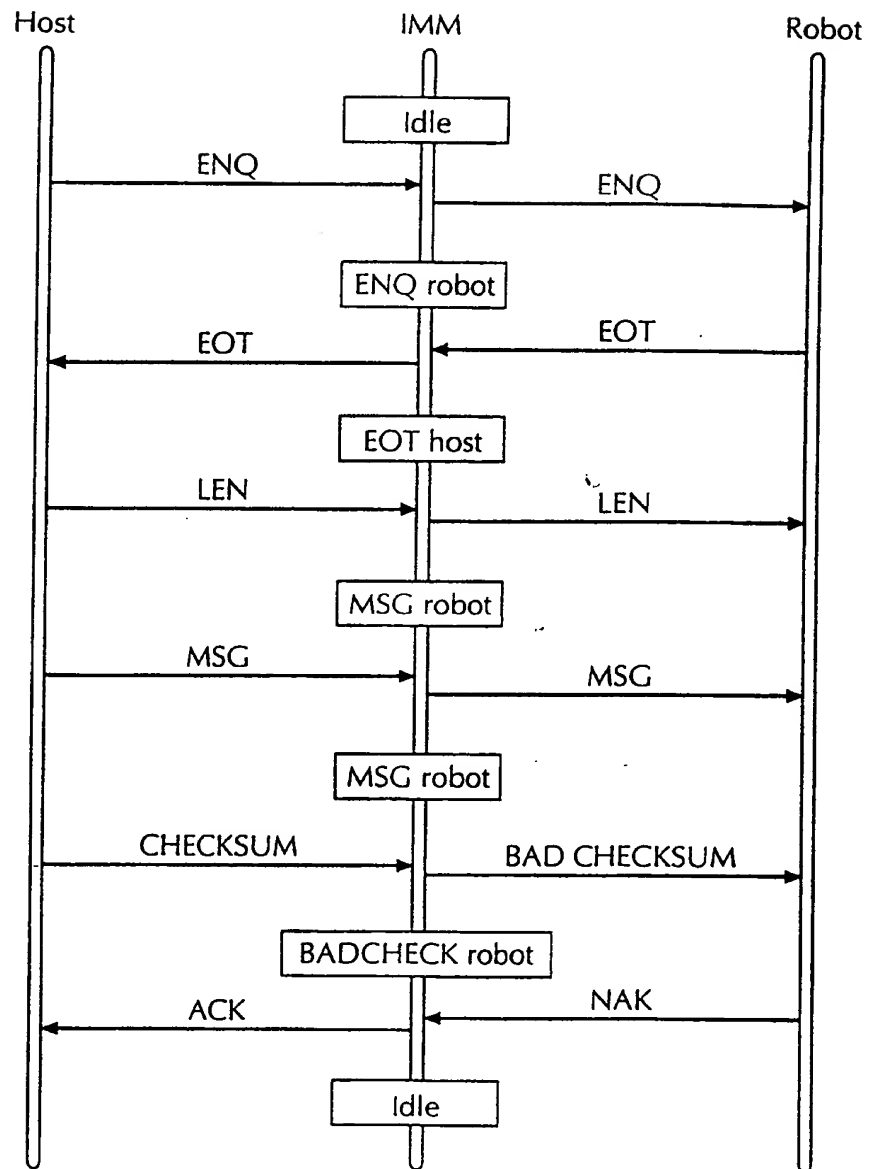 Host
IMM
Robot
Idle
ENQ
ENQ
ENQ robot
EOT
EOT
EOT host
LEN
LEN
MSG robot
MSG
MSG
MSG robot
CHECKSUM
BAD CHECKSUM
BADCHECK robot
ACK
NAK
Idle